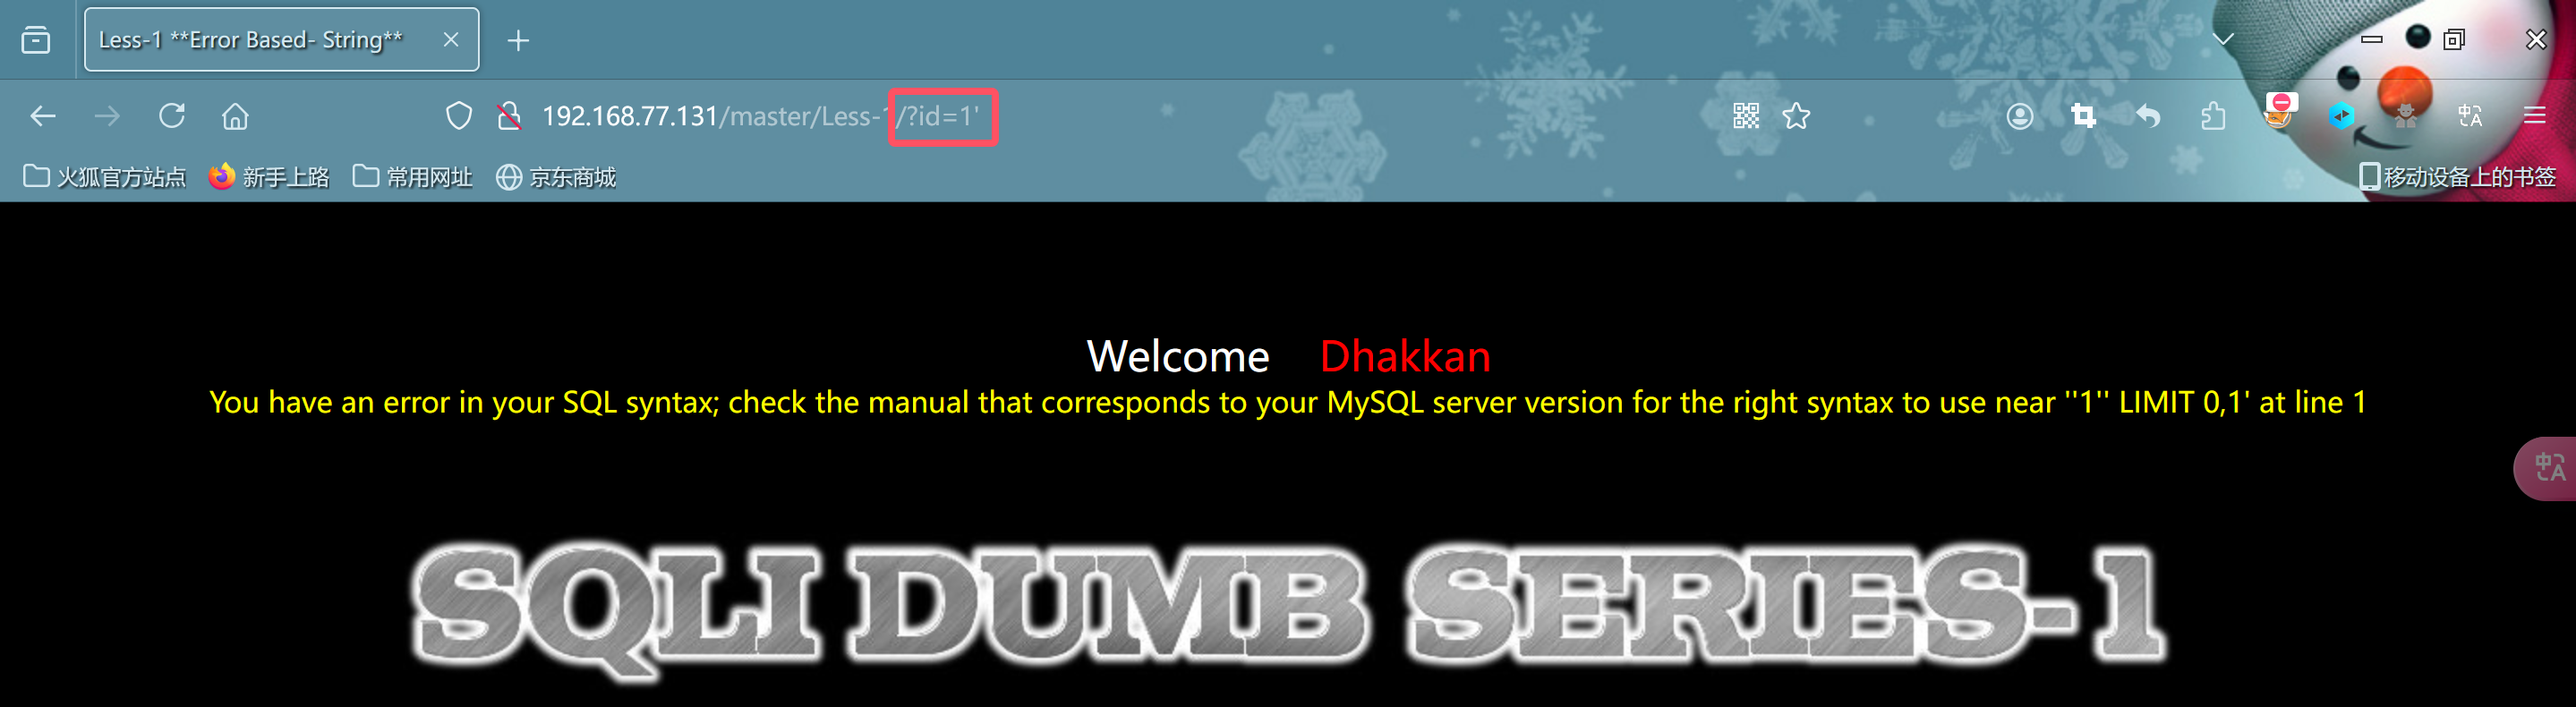 Less-1 **Error Based- String**
192.168.77.131/master/Less-1/?id=1'
火狐官方站点 新手上路 常用网址 京东商城 移动设备上的书签
Welcome Dhakkan
You have an error in your SQL syntax; check the manual that corresponds to your MySQL server version for the right syntax to use near ''1'' LIMIT 0,1' at line 1
中A
SQLI DUMB SERIES-1